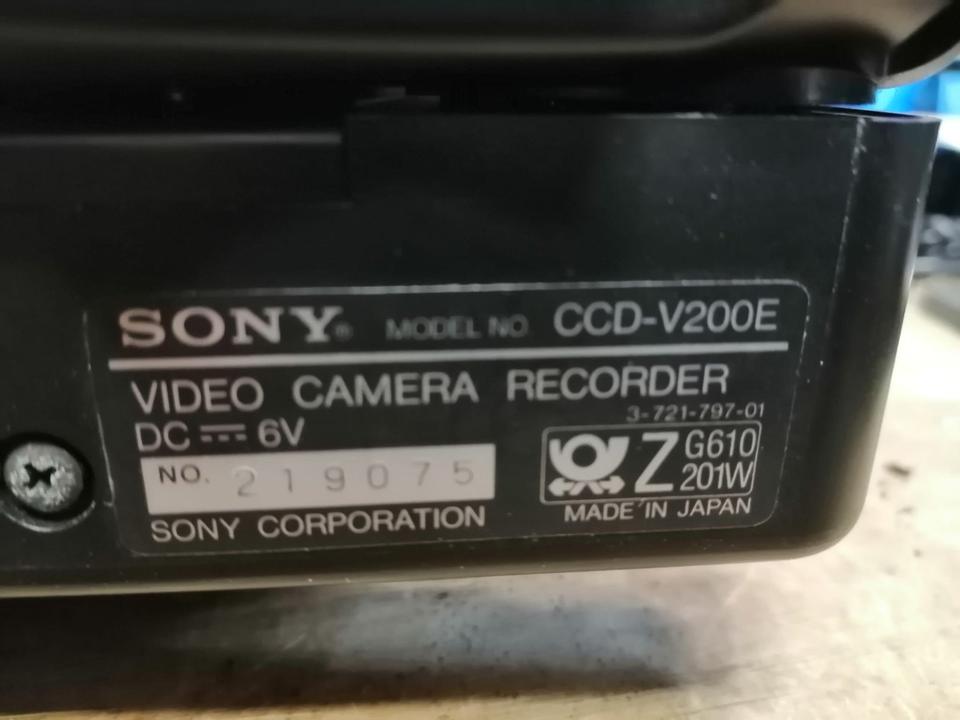 SONY® MODEL NO. CCD-V200E
VIDEO CAMERA RECORDER
3-721-797-01
DC 6V
Z G610
201W
NO. 219075
SONY CORPORATION
MADE IN JAPAN